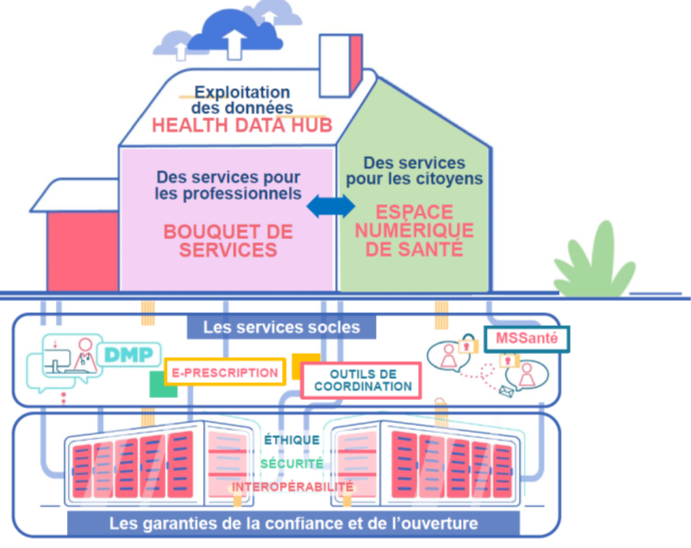 Exploitation
des données
HEALTH DATA HUB
Des services pour
les professionnels
BOUQUET DE
SERVICES
Des services
pour les citoyens
ESPACE
NUMÉRIQUE
DE SANTÉ
Les services socles
DMP
E-PRESCRIPTION
OUTILS DE
COORDINATION
MSSanté
ÉTHIQUE
SÉCURITÉ
INTEROPÉRABILITÉ
Les garanties de la confiance et de l'ouverture